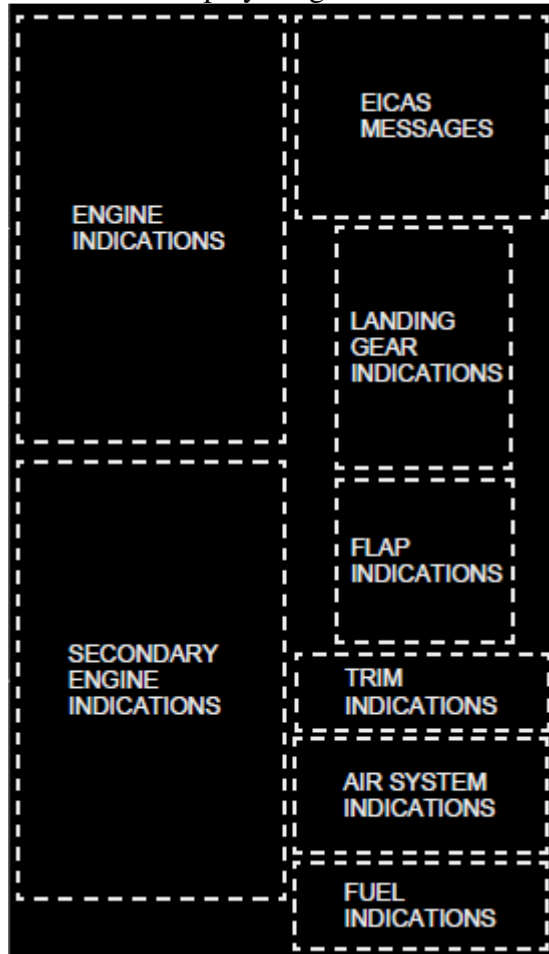 ENGINE
INDICATIONS
SECONDARY
ENGINE
INDICATIONS
EICAS
MESSAGES
LANDING
GEAR
INDICATIONS
FLAP
INDICATIONS
TRIM
INDICATIONS
AIR SYSTEM
INDICATIONS
FUEL
INDICATIONS